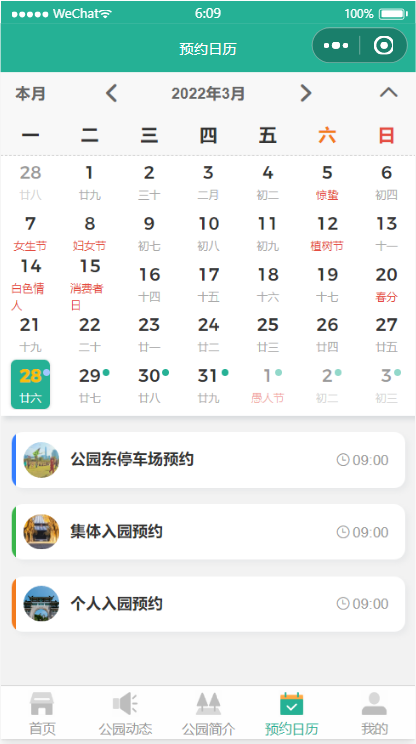 WeChat 6:09 100%
预约日历
本月 2022年3月
一 二 三 四 五 六 日
28 1 2 3 4 5 6
廿八 廿九 三十 二月 初二 惊蛰 初四
7 8 9 10 11 12 13
女生节 妇女节 初七 初八 初九 植树节 十一
14 15 16 17 18 19 20
白色情人 消费者日 十四 十五 十六 十七 春分
21 22 23 24 25 26 27
十九 二十 廿一 廿二 廿三 廿四 廿五
28 29 30 31 1 2 3
廿六 廿七 廿八 廿九 愚人节 初二 初三
公园东停车场预约 09:00
集体入园预约 09:00
个人入园预约 09:00
首页 公园动态 公园简介 预约日历 我的